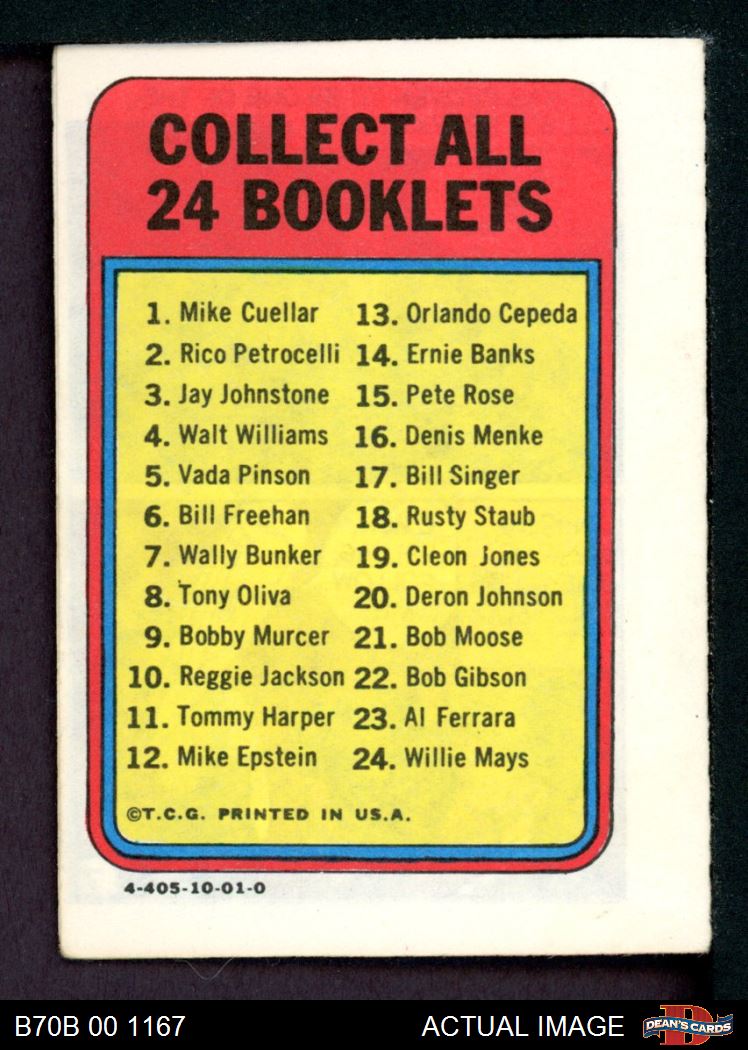 COLLECT ALL
24 BOOKLETS
1. Mike Cuellar
2. Rico Petrocelli
3. Jay Johnstone
4. Walt Williams
5. Vada Pinson
6. Bill Freehan
7. Wally Bunker
8. Tony Oliva
9. Bobby Murcer
10. Reggie Jackson
11. Tommy Harper
12. Mike Epstein
13. Orlando Cepeda
14. Ernie Banks
15. Pete Rose
16. Denis Menke
17. Bill Singer
18. Rusty Staub
19. Cleon Jones
20. Deron Johnson
21. Bob Moose
22. Bob Gibson
23. Al Ferrara
24. Willie Mays
©T.C.G. PRINTED IN U.S.A.
4-405-10-01-0
B70B 00 1167
ACTUAL IMAGE
DEAN'S CARDS